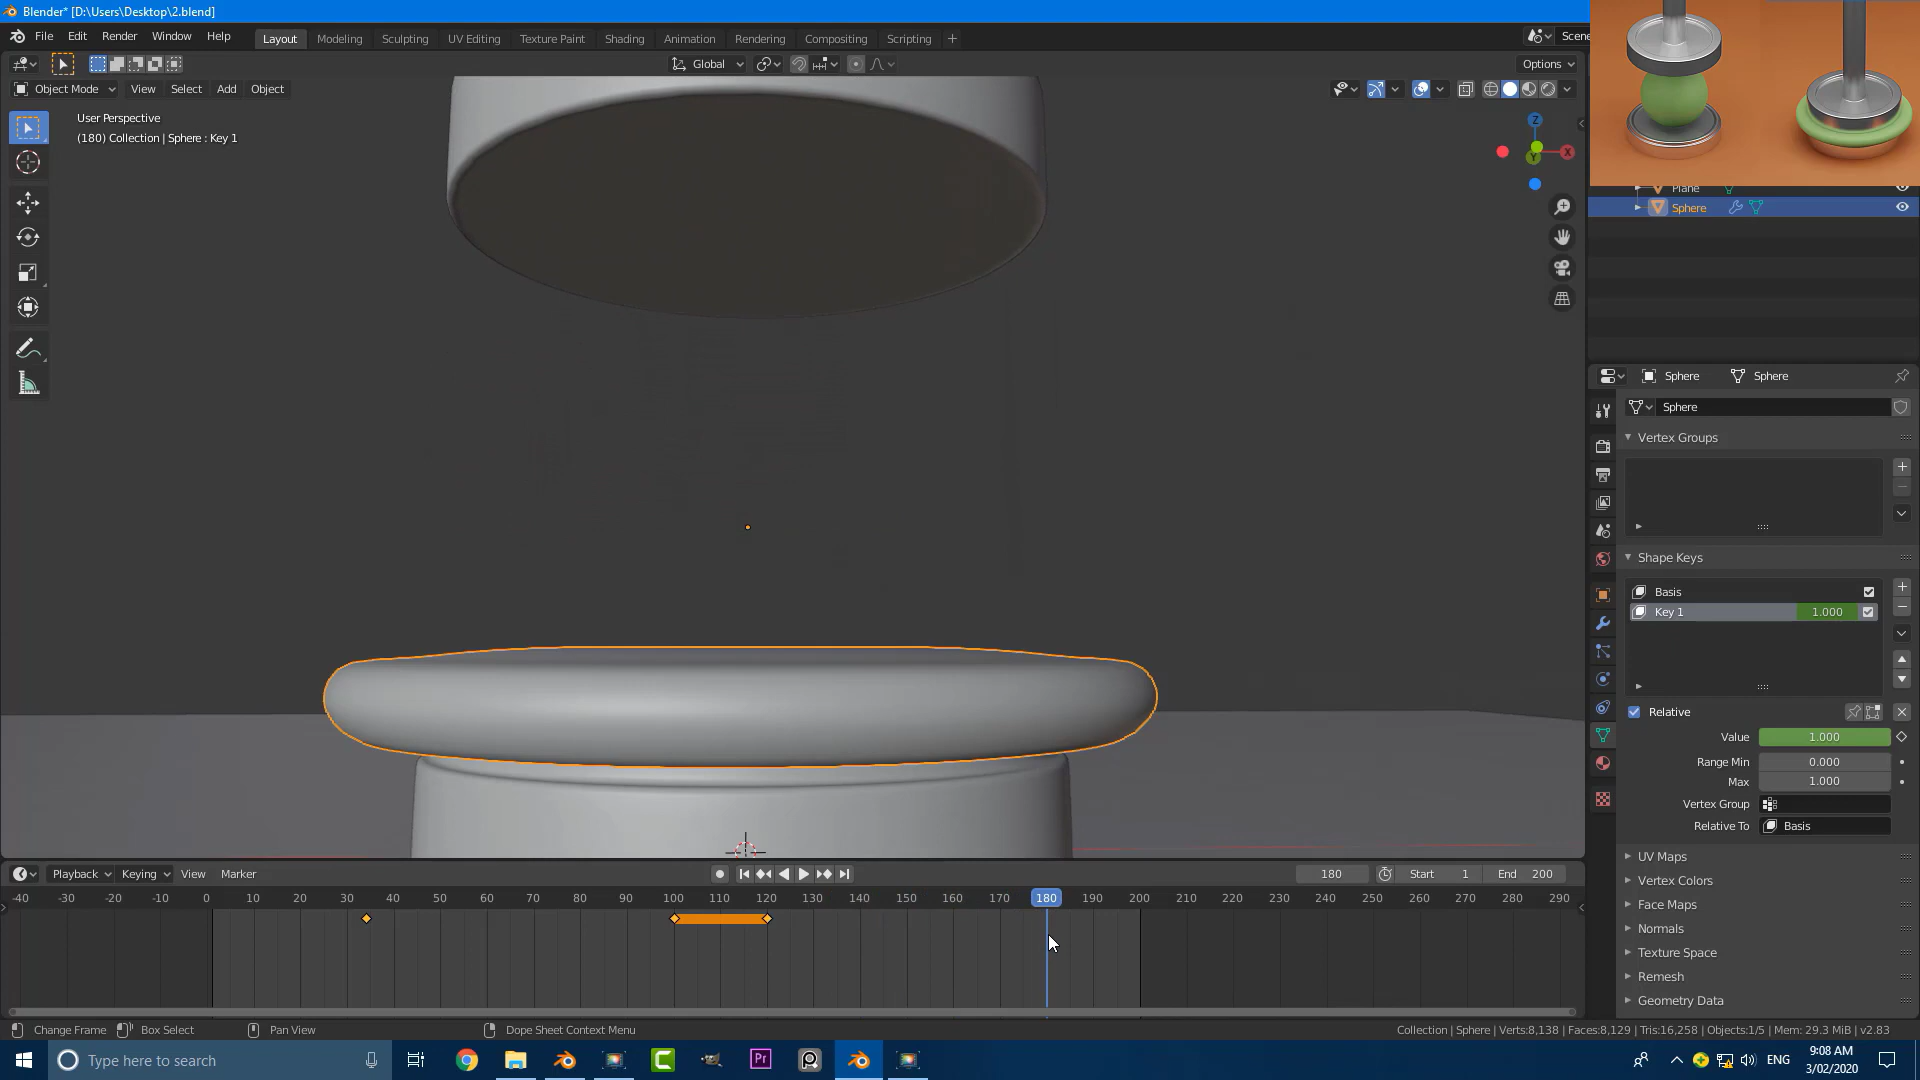 Blender* [D:\Users\Desktop\2.blend]
File Edit Render Window Help
Layout Modeling Sculpting UV Editing Texture Paint Shading Animation Rendering Compositing Scripting +
Scene
Global
Options
Object Mode View Select Add Object
User Perspective
(180) Collection | Sphere : Key 1
Z
X
Y
Plane
Sphere
Sphere Sphere
Sphere
Vertex Groups
Shape Keys
Basis
Key 1 1.000
Relative
Value 1.000
Range Min 0.000
Max 1.000
Vertex Group
Relative To Basis
UV Maps
Vertex Colors
Face Maps
Normals
Texture Space
Remesh
Geometry Data
Playback Keying View Marker
180 Start 1 End 200
-40 -30 -20 -10 0 10 20 30 40 50 60 70 80 90 100 110 120 130 140 150 160 170 180 190 200 210 220 230 240 250 260 270 280 290
Change Frame Box Select Pan View Dope Sheet Context Menu
Collection | Sphere | Verts:8,138 | Faces:8,129 | Tris:16,258 | Objects:1/5 | Mem: 29.3 MiB | v2.83
Type here to search
Pr
ENG
9:08 AM
3/02/2020